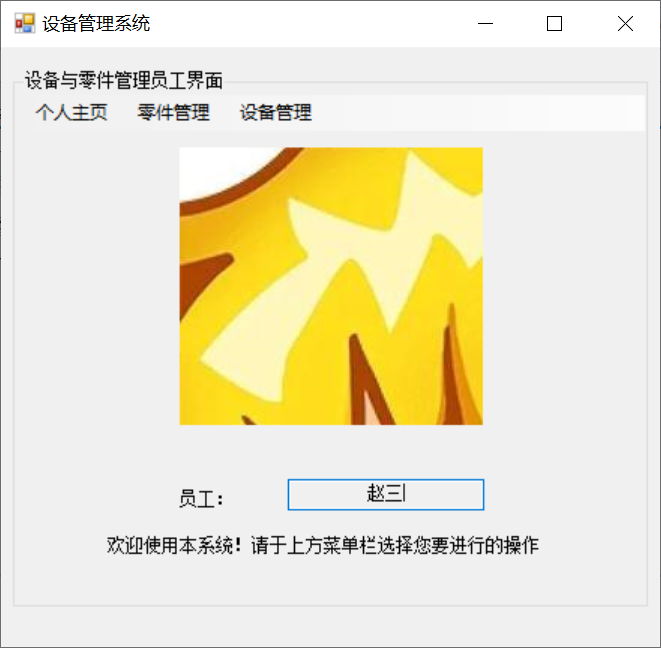 设备管理系统
设备与零件管理员工界面
个人主页 零件管理 设备管理
员工： 赵三
欢迎使用本系统！请于上方菜单栏选择您要进行的操作